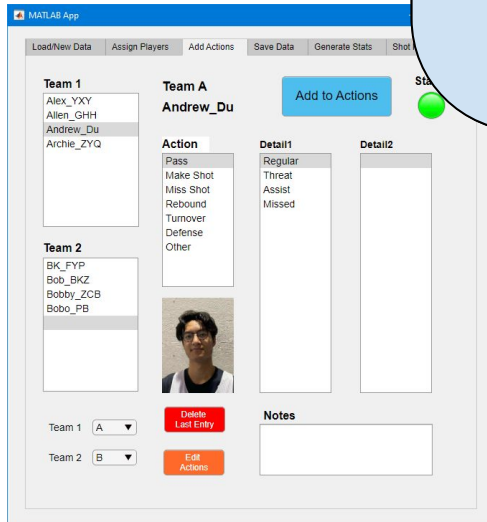 MATLAB App
Load/New Data Assign Players Add Actions Save Data Generate Stats Shot
Team 1
Alex_YXY
Allen_GHH
Andrew_Du
Archie_ZYQ
Team A
Andrew_Du
Add to Actions
Action
Pass
Make Shot
Miss Shot
Rebound
Turnover
Defense
Other
Detail1
Regular
Threat
Assist
Missed
Detail2
Team 2
BK_FYP
Bob_BKZ
Bobby_ZCB
Bobo_PB
Team 1 A
Team 2 B
Delete
Last Entry
Edit
Actions
Notes